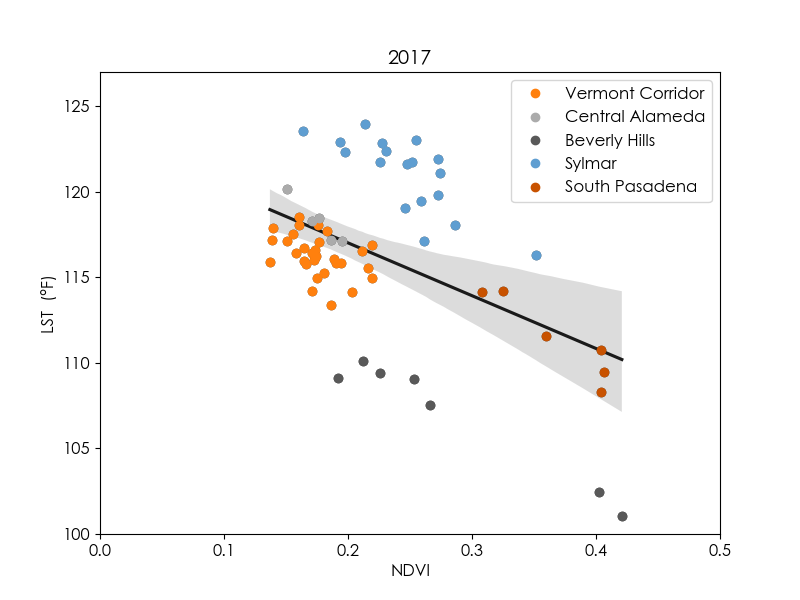 2017
Vermont Corridor
Central Alameda
Beverly Hills
Sylmar
South Pasadena
125
120
115
110
105
100
LST (°F)
0.0 0.1 0.2 0.3 0.4 0.5
NDVI